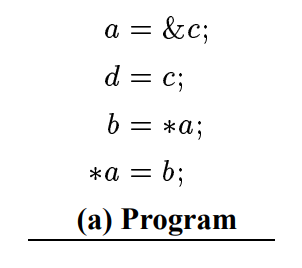 a = &c;
d = c;
b = *a;
*a = b;
(a) Program